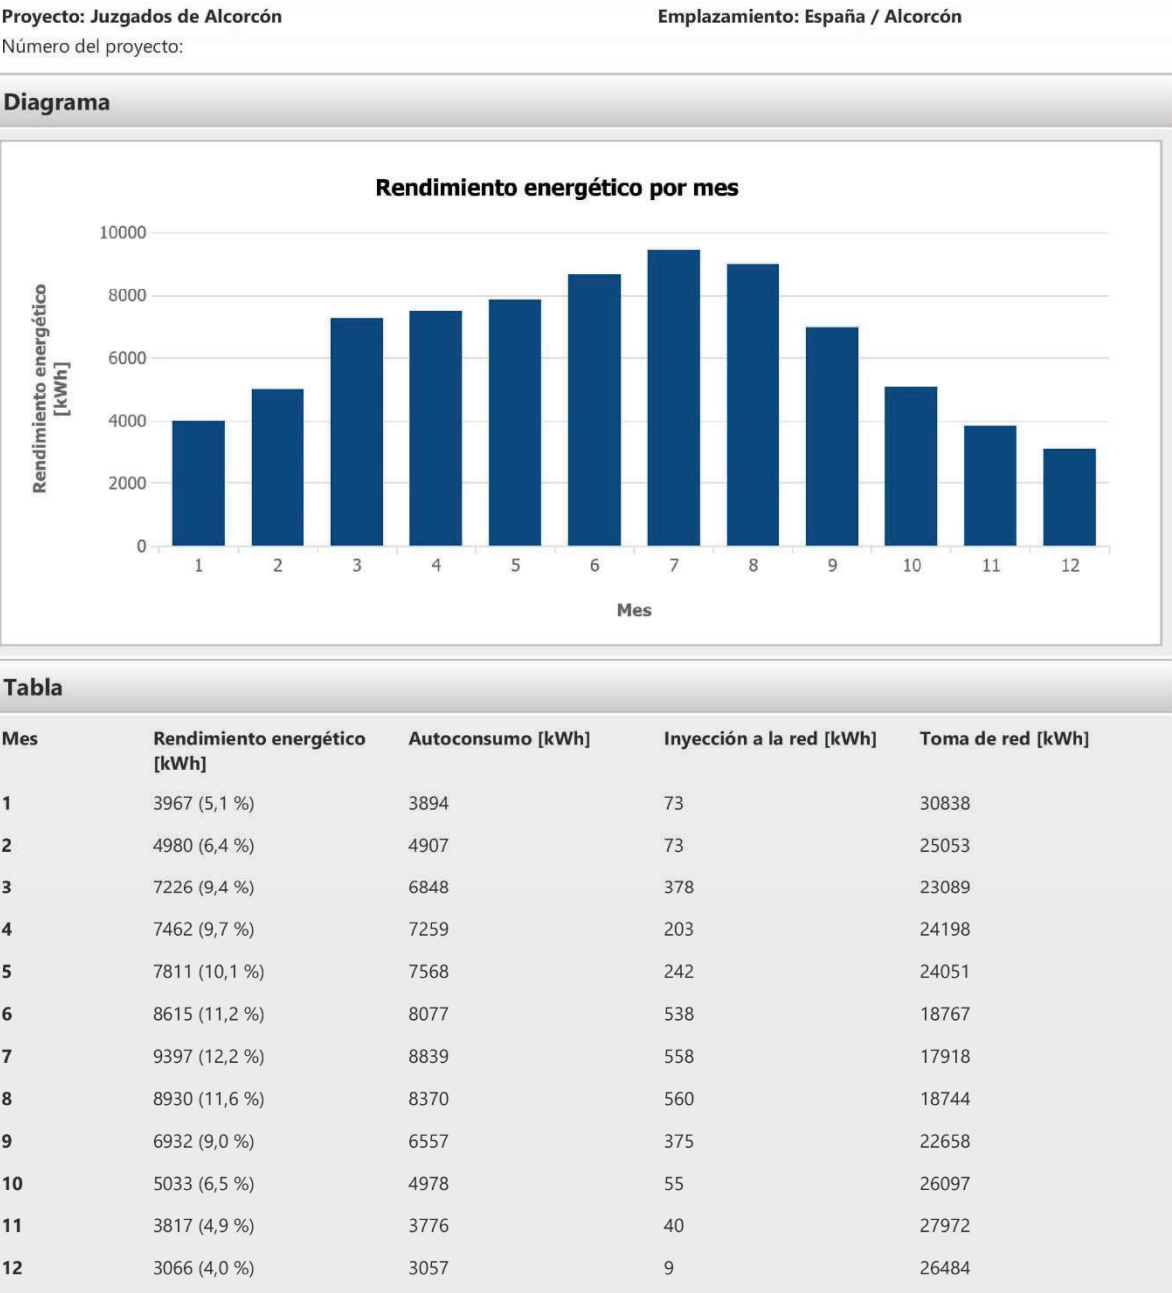 Proyecto: Juzgados de Alcorcón Emplazamiento: España / Alcorcón
Número del proyecto:
Diagrama
Rendimiento energético por mes
Rendimiento energético
[kWh]
10000
8000
6000
4000
2000
0
1 2 3 4 5 6 7 8 9 10 11 12
Mes
Tabla
Mes Rendimiento energético [kWh] Autoconsumo [kWh] Inyección a la red [kWh] Toma de red [kWh]
1 3967 (5,1 %) 3894 73 30838
2 4980 (6,4 %) 4907 73 25053
3 7226 (9,4 %) 6848 378 23089
4 7462 (9,7 %) 7259 203 24198
5 7811 (10,1 %) 7568 242 24051
6 8615 (11,2 %) 8077 538 18767
7 9397 (12,2 %) 8839 558 17918
8 8930 (11,6 %) 8370 560 18744
9 6932 (9,0 %) 6557 375 22658
10 5033 (6,5 %) 4978 55 26097
11 3817 (4,9 %) 3776 40 27972
12 3066 (4,0 %) 3057 9 26484